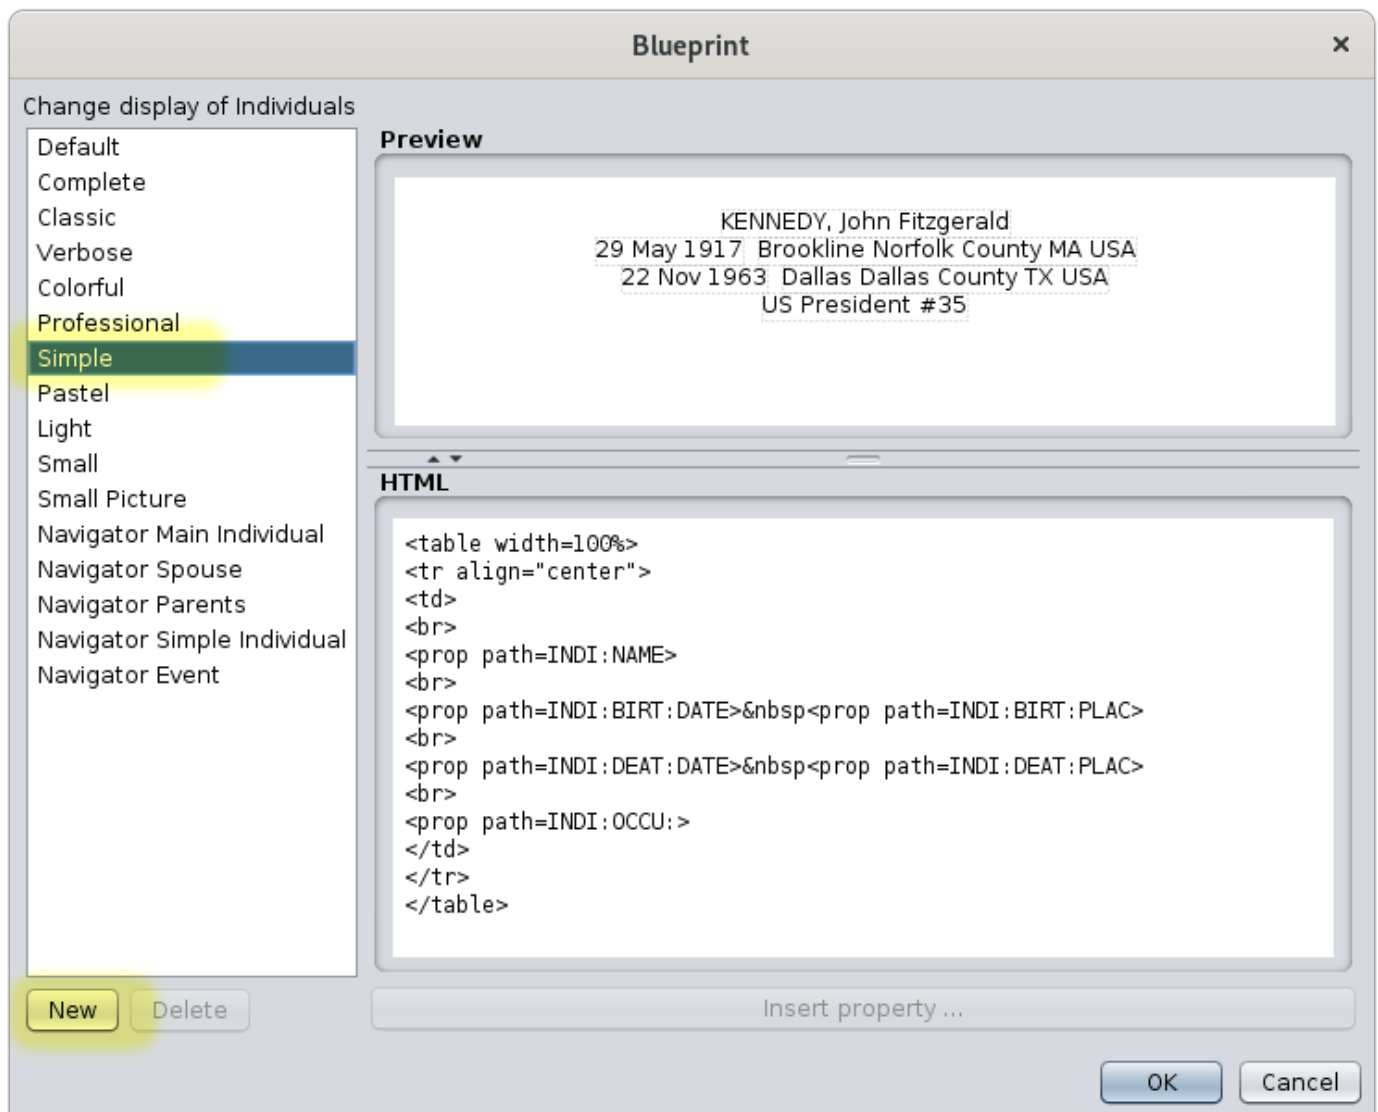 Blueprint
×
Change display of Individuals
Default
Complete
Classic
Verbose
Colorful
Professional
Simple
Pastel
Light
Small
Small Picture
Navigator Main Individual
Navigator Spouse
Navigator Parents
Navigator Simple Individual
Navigator Event
New
Delete
Preview
KENNEDY, John Fitzgerald
29 May 1917 Brookline Norfolk County MA USA
22 Nov 1963 Dallas Dallas County TX USA
US President #35
HTML
<table width=100%>
<tr align="center">
<td>
<br>
<prop path=INDI:NAME>
<br>
<prop path=INDI:BIRT:DATE>&nbsp<prop path=INDI:BIRT:PLAC>
<br>
<prop path=INDI:DEAT:DATE>&nbsp<prop path=INDI:DEAT:PLAC>
<br>
<prop path=INDI:OCCU:>
</td>
</tr>
</table>
Insert property ...
OK
Cancel